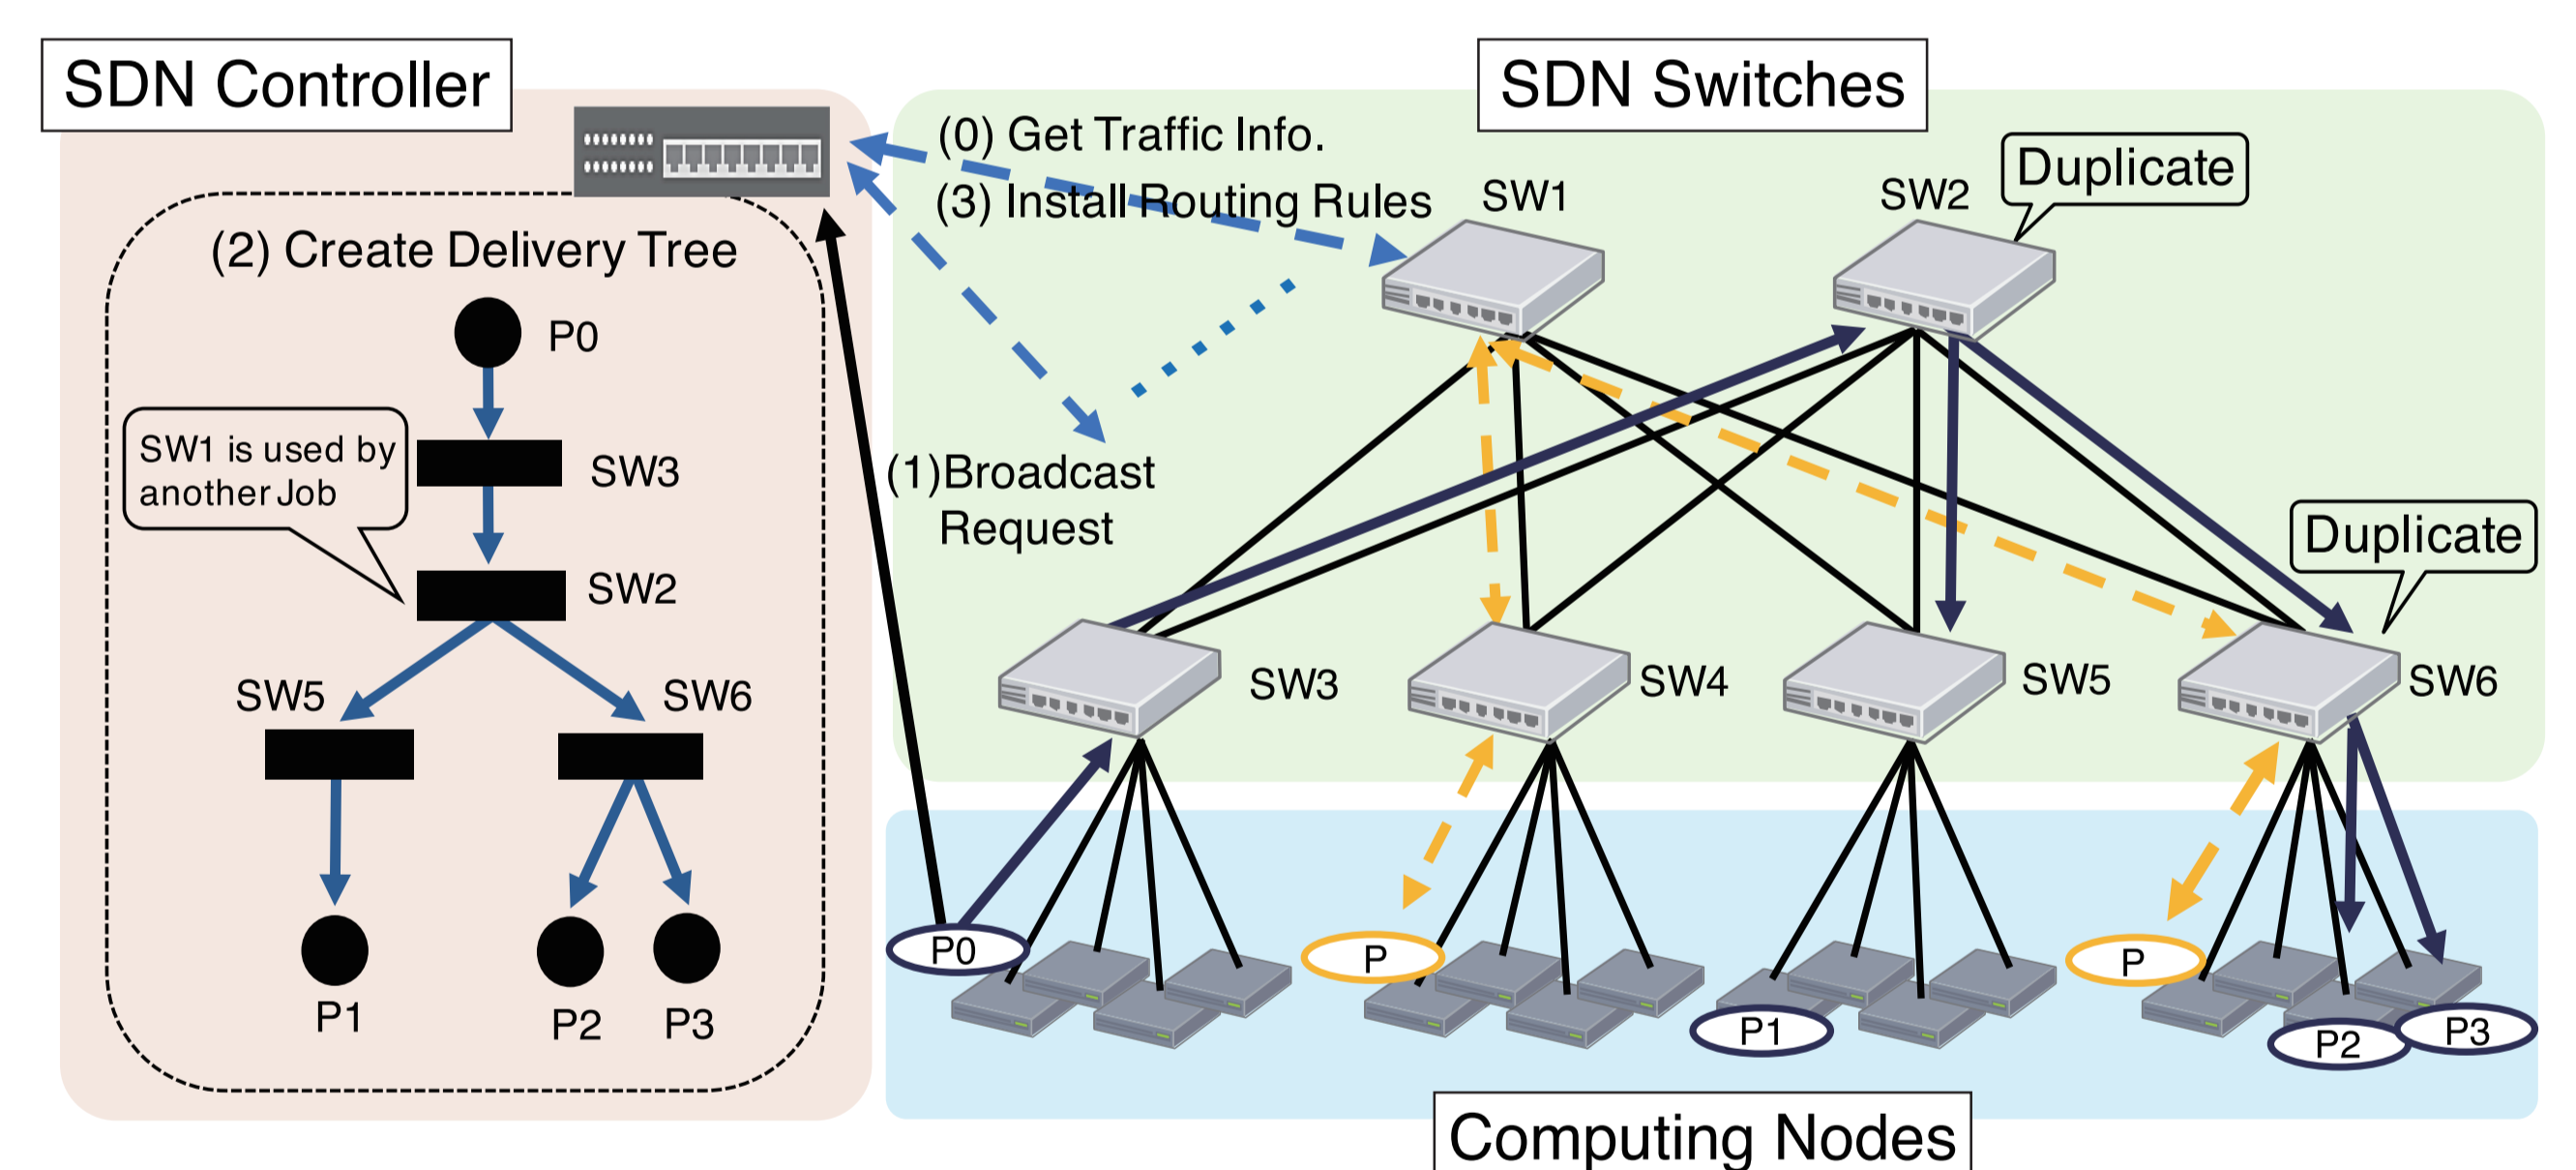 SDN Controller
SDN Switches
(0) Get Traffic Info.
(3) Install Routing Rules
SW1
SW2
Duplicate
(2) Create Delivery Tree
P0
SW1 is used by
another Job
SW3
SW2
SW5
SW6
P1
P2
P3
(1)Broadcast
Request
Duplicate
SW3
SW4
SW5
SW6
P0
P
P1
P
P2
P3
Computing Nodes